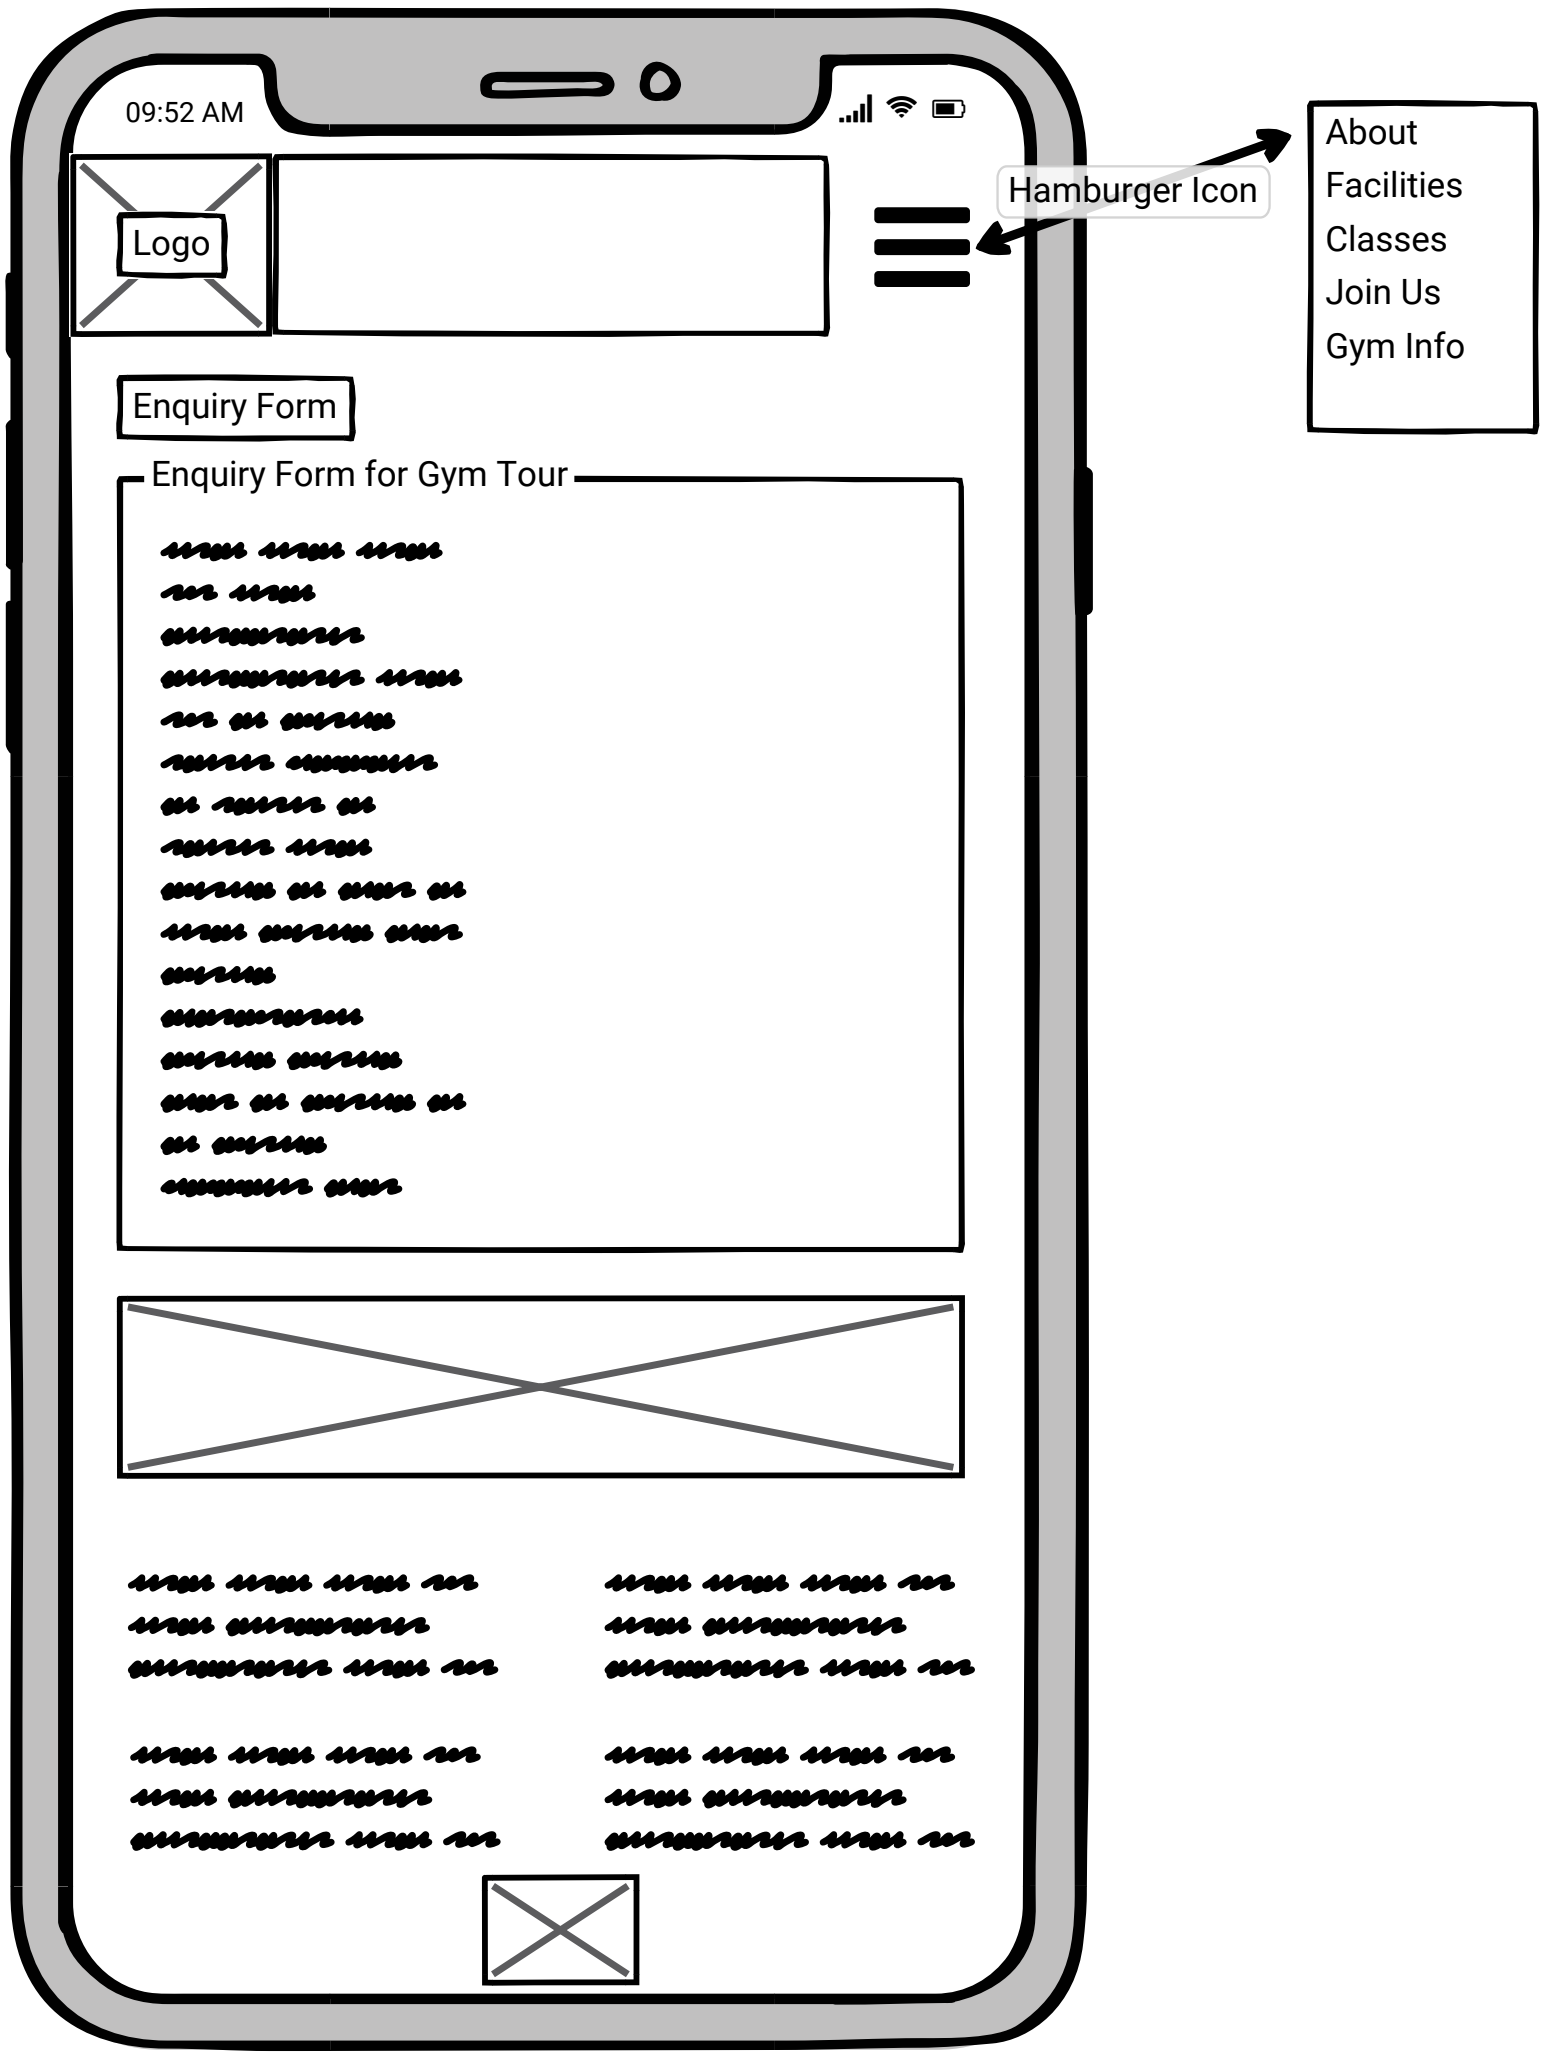 09:52 AM
Logo
Hamburger Icon
About
Facilities
Classes
Join Us
Gym Info
Enquiry Form
Enquiry Form for Gym Tour